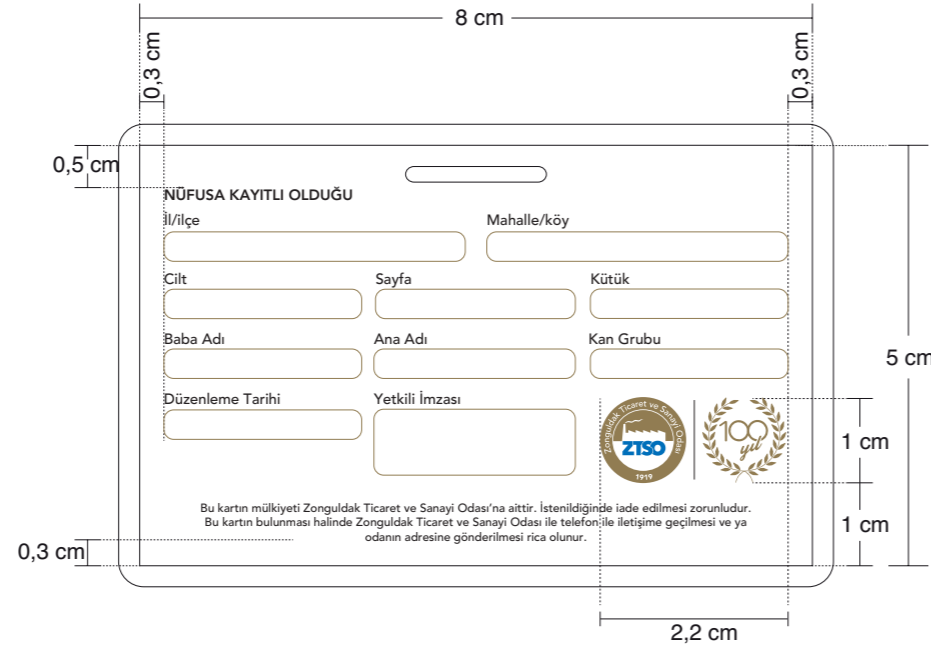 8 cm
0,3 cm
0,3 cm
0,5 cm
NÜFUSA KAYITLI OLDUĞU
İl/ilçe
Mahalle/köy
Cilt
Sayfa
Kütük
Baba Adı
Ana Adı
Kan Grubu
5 cm
Düzenleme Tarihi
Yetkili İmzası
Zonguldak Ticaret ve Sanayi Odası
ZTSO
1919
100
yıl
1 cm
1 cm
Bu kartın mülkiyeti Zonguldak Ticaret ve Sanayi Odası’na aittir. İstenildiğinde iade edilmesi zorunludur.
Bu kartın bulunması halinde Zonguldak Ticaret ve Sanayi Odası ile telefon ile iletişime geçilmesi ve ya
odanın adresine gönderilmesi rica olunur.
0,3 cm
2,2 cm